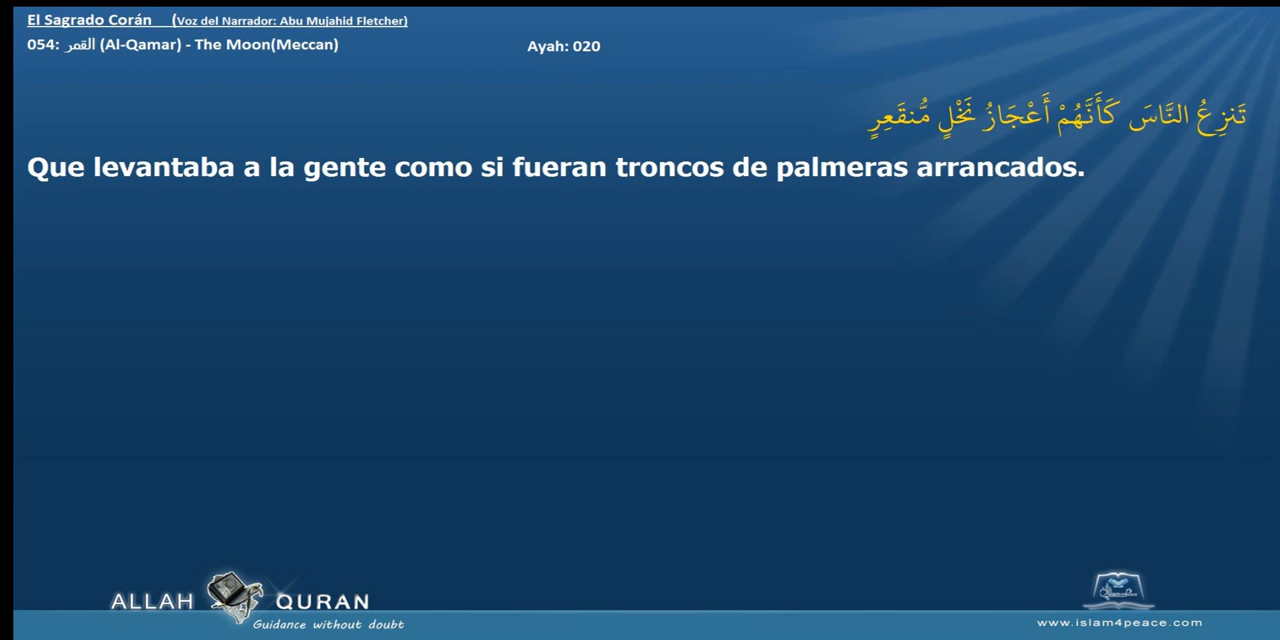 El Sagrado Corán (Voz del Narrador: Abu Mujahid Fletcher)
054: القمر (Al-Qamar) - The Moon(Meccan) Ayah: 020
تَنزِعُ النَّاسَ كَأَنَّهُمْ أَعْجَازُ نَخْلٍ مُّنقَعِرٍ
Que levantaba a la gente como si fueran troncos de palmeras arrancados.
ALLAH QURAN
Guidance without doubt
www.islam4peace.com